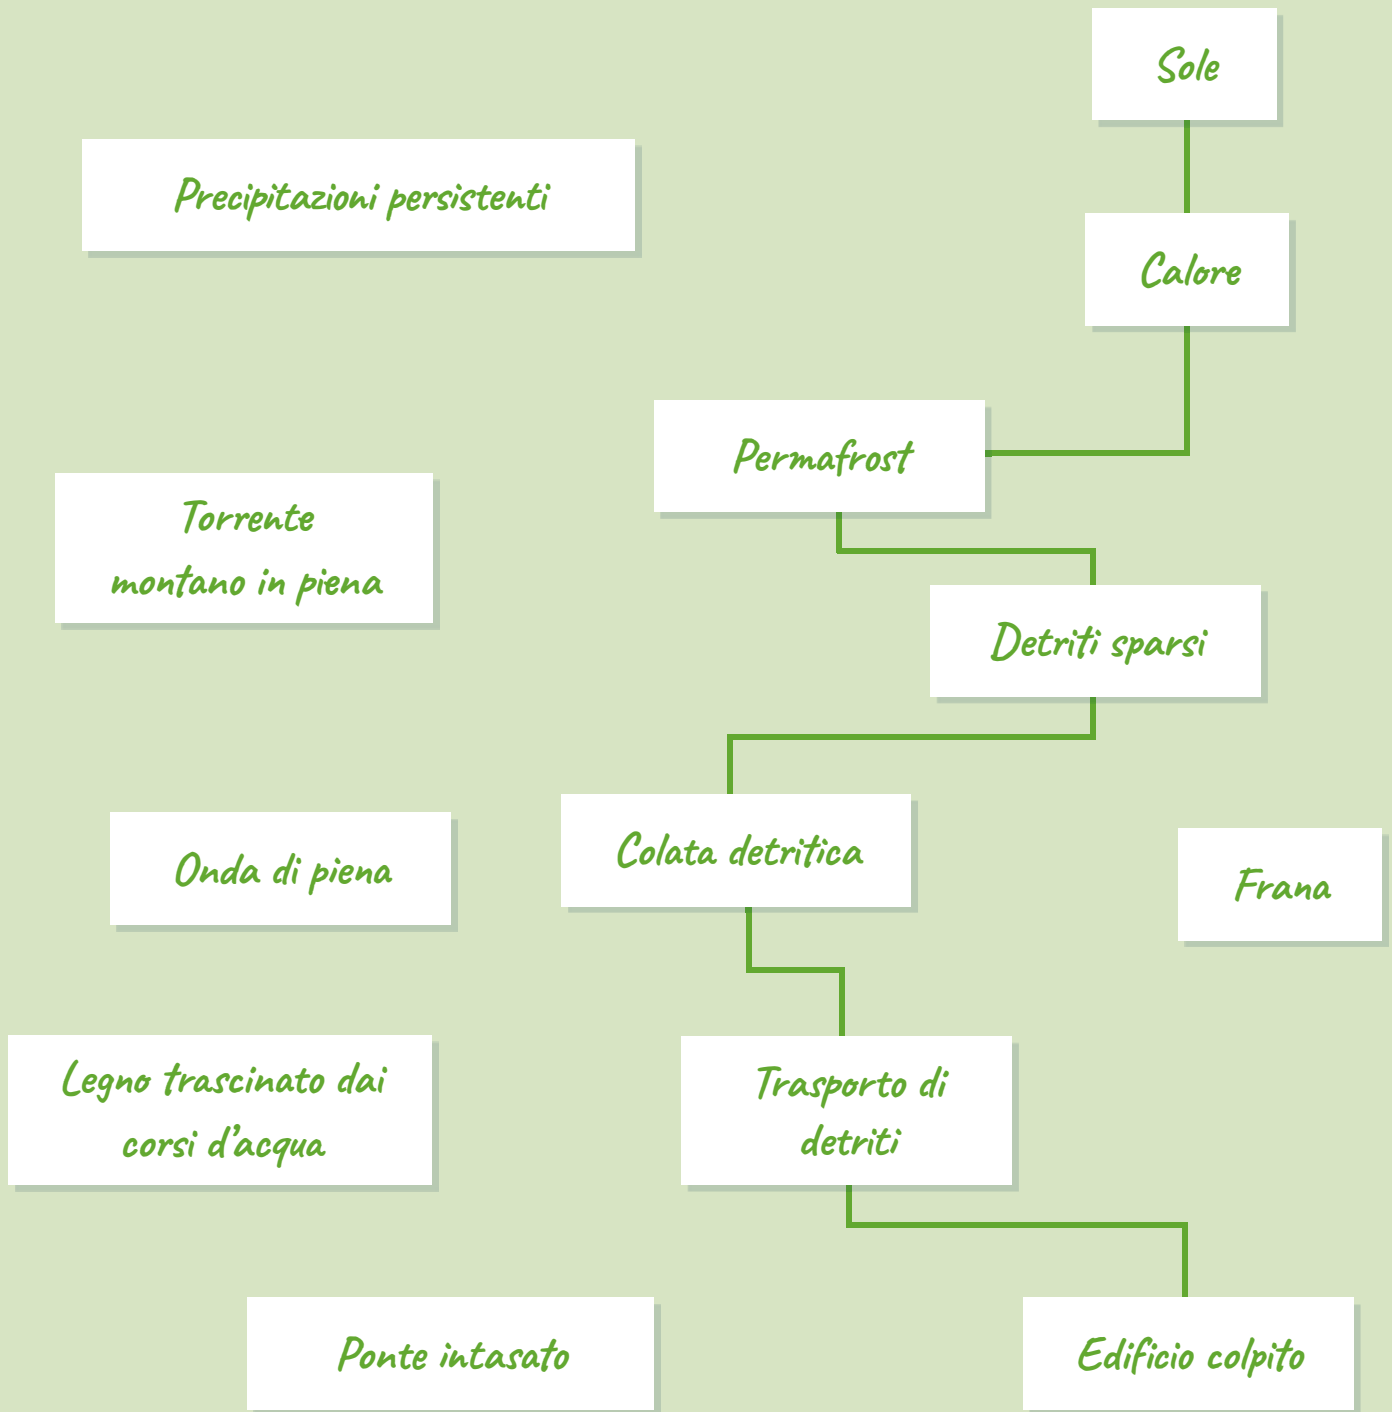 Sole
Precipitazioni persistenti
Calore
Permafrost
Torrente
montano in piena
Detriti sparsi
Colata detritica
Onda di piena
Frana
Legno trascinato dai
corsi d'acqua
Trasporto di
detriti
Ponte intasato
Edificio colpito